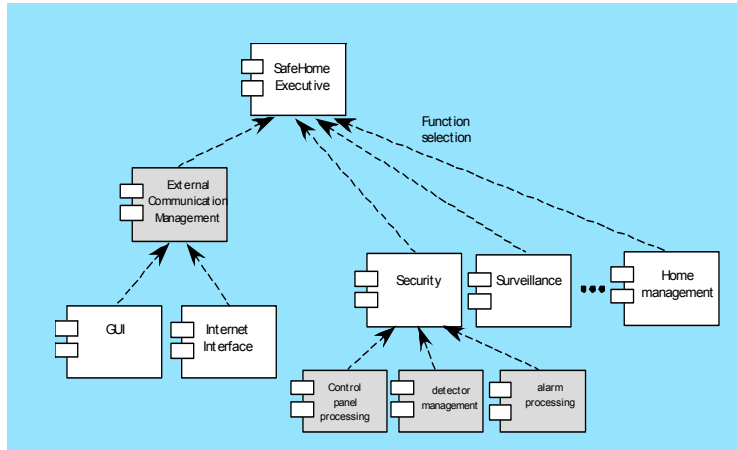 SafeHome
Executive
Function
selection
External
Communication
Management
Security
Surveillance
Home
management
GUI
Internet
Interface
Control
panel
processing
detector
management
alarm
processing